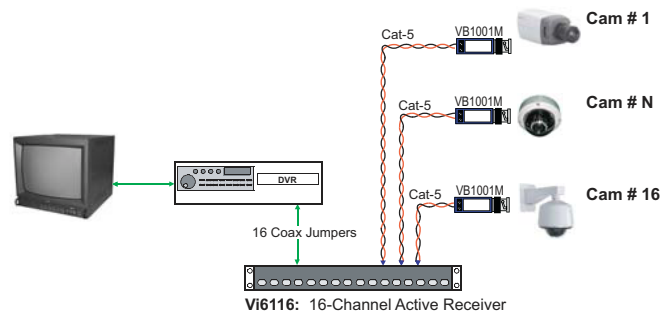 Cam # 1
VB1001M
Cat-5
Cam # N
VB1001M
Cat-5
Cam # 16
VB1001M
Cat-5
DVR
16 Coax Jumpers
Vi6116: 16-Channel Active Receiver